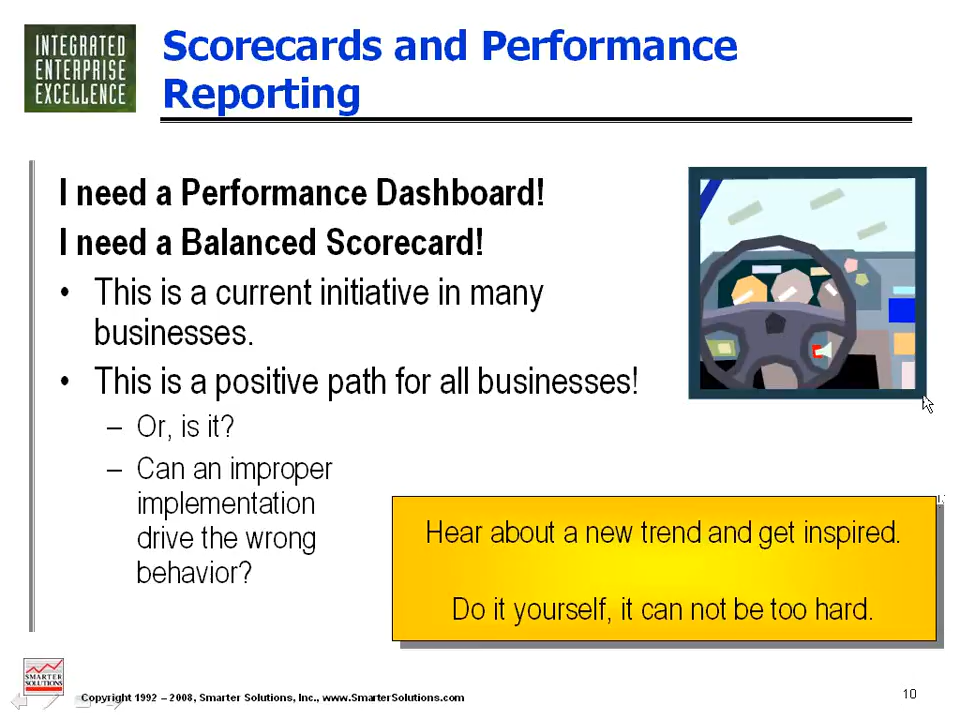 INTEGRATED
ENTERPRISE
EXCELLENCE
Scorecards and Performance
Reporting
I need a Performance Dashboard!
I need a Balanced Scorecard!
• This is a current initiative in many
businesses.
• This is a positive path for all businesses!
– Or, is it?
– Can an improper
implementation
drive the wrong
behavior?
Hear about a new trend and get inspired.
Do it yourself, it can not be too hard.
SMARTER
SOLUTIONS
Copyright 1992 – 2008, Smarter Solutions, Inc., www.SmarterSolutions.com
10